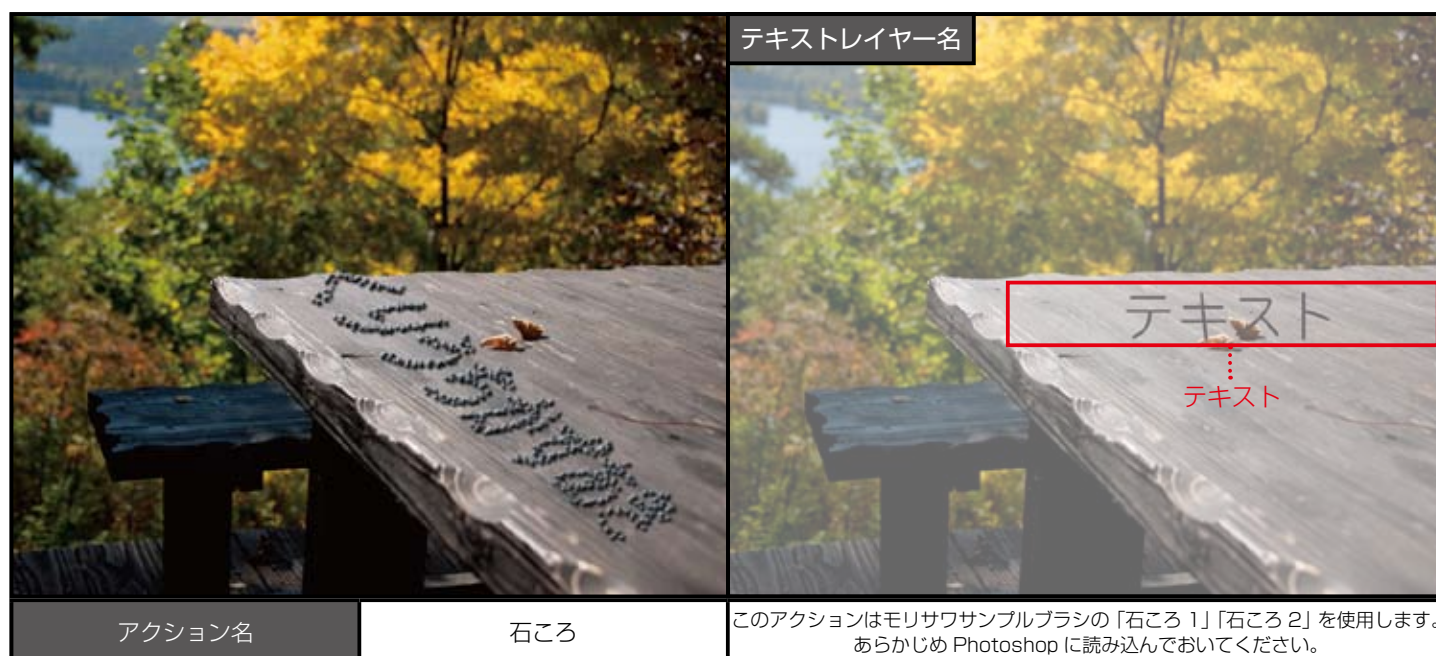 テキストレイヤー名
テキスト
テキスト
アクション名
石ころ
このアクションはモリサワサンプルブラシの「石ころ 1」「石ころ 2」を使用します。
あらかじめ Photoshop に読み込んでおいてください。